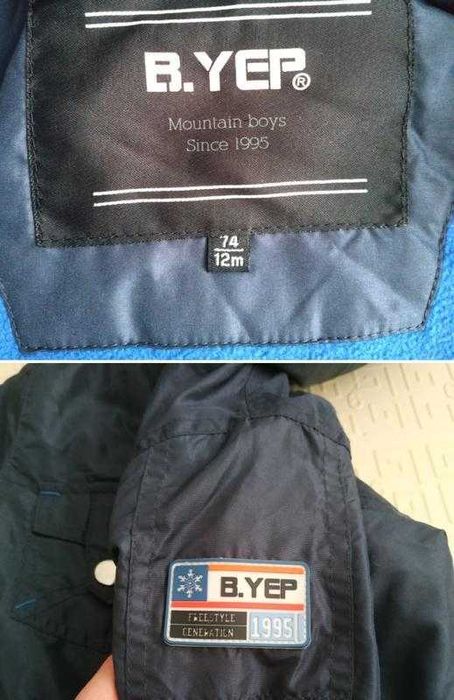 B.YEP®
Mountain boys
Since 1995
74
12m
B.YEP
FREESTYLE
GENERATION
1995